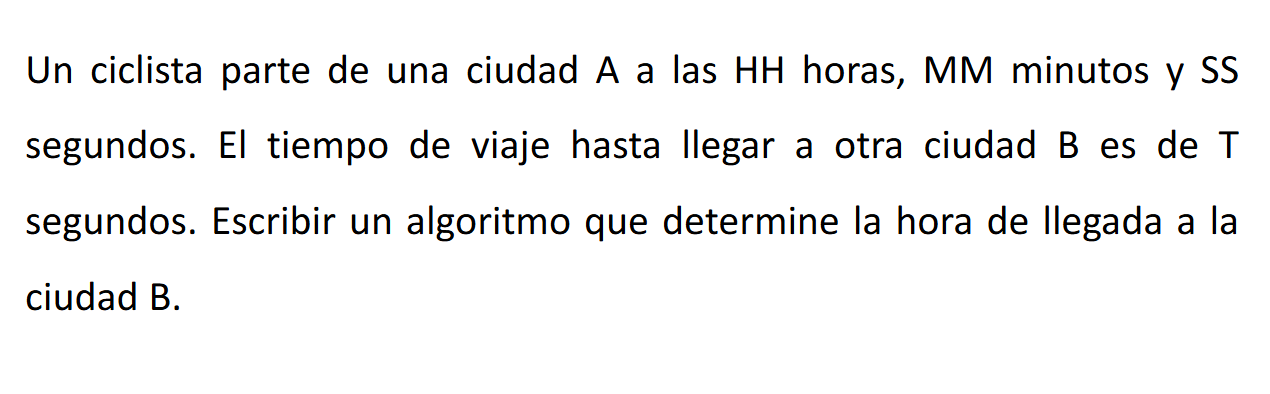 Un ciclista parte de una ciudad A a las HH horas, MM minutos y SS
segundos. El tiempo de viaje hasta llegar a otra ciudad B es de T
segundos. Escribir un algoritmo que determine la hora de llegada a la
ciudad B.